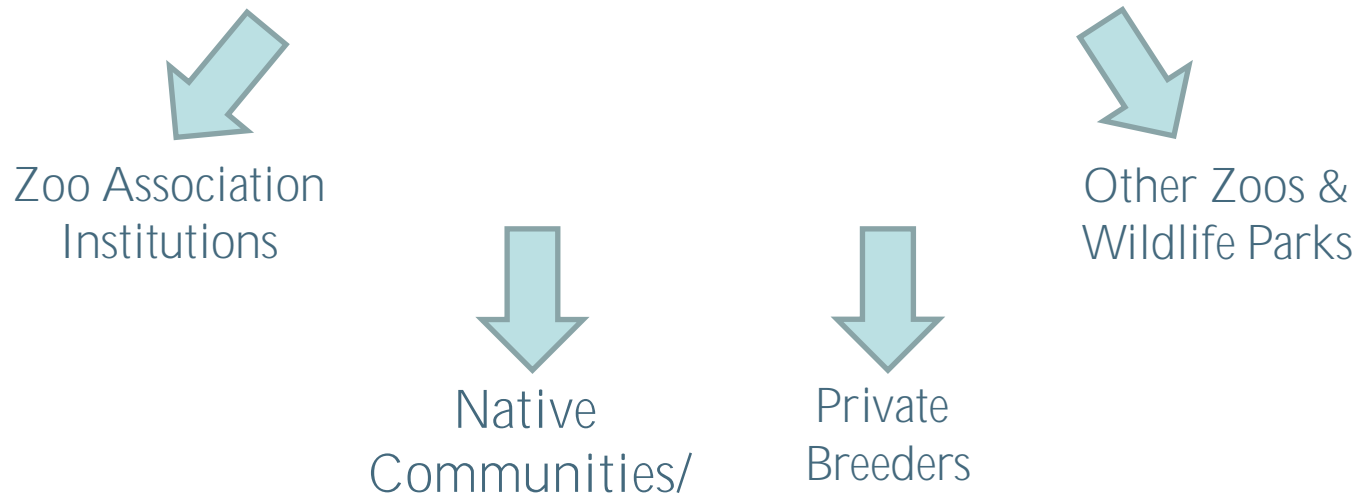 Zoo Association
Institutions
Other Zoos &
Wildlife Parks
Native
Communities/
Private
Breeders